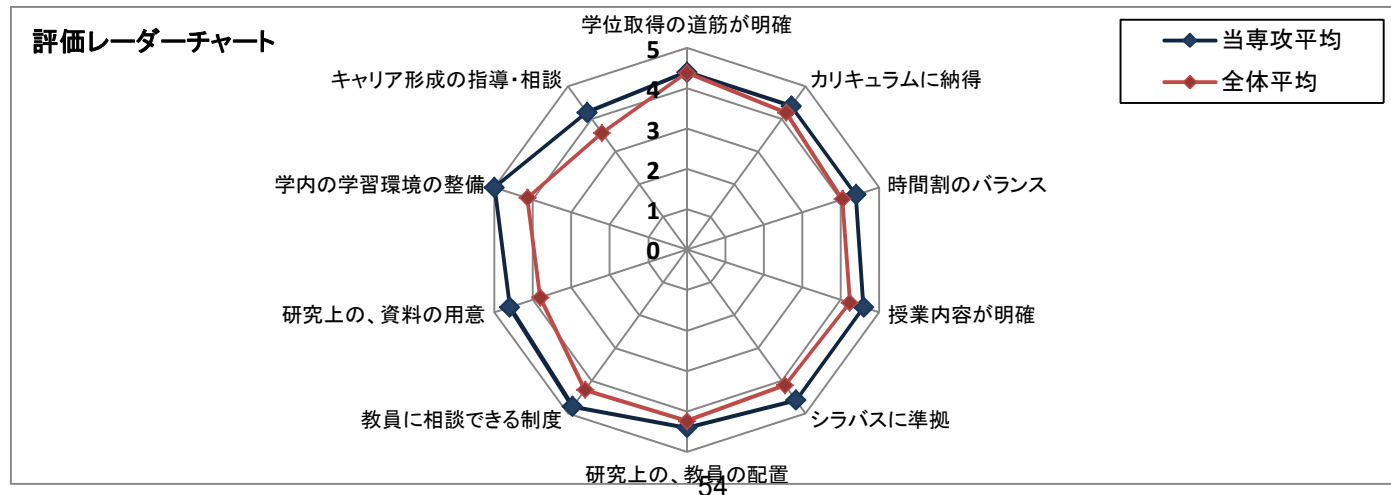 評価レーダーチャート
学位取得の道筋が明確
カリキュラムに納得
時間割のバランス
授業内容が明確
シラバスに準拠
研究上の、教員の配置
教員に相談できる制度
研究上の、資料の用意
学内の学習環境の整備
キャリア形成の指導・相談
5
4
3
2
1
0
当専攻平均
全体平均
54